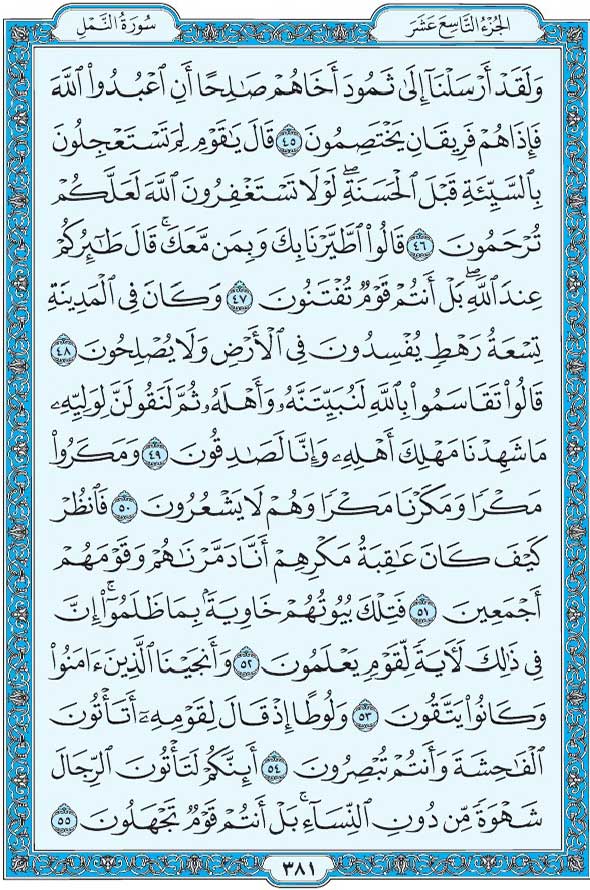 الجزء التاسع عشر
سورة النمل
وَلَقَدْ أَرْسَلْنَآ إِلَىٰ ثَمُودَ أَخَاهُمْ صَٰلِحًا أَنِ ٱعْبُدُوا۟ ٱللَّهَ
فَإِذَا هُمْ فَرِيقَانِ يَخْتَصِمُونَ ٤٥ قَالَ يَٰقَوْمِ لِمَ تَسْتَعْجِلُونَ
بِٱلسَّيِّئَةِ قَبْلَ ٱلْحَسَنَةِ ۖ لَوْلَا تَسْتَغْفِرُونَ ٱللَّهَ لَعَلَّكُمْ
تُرْحَمُونَ ٤٦ قَالُوا۟ ٱطَّيَّرْنَا بِكَ وَبِمَن مَّعَكَ ۚ قَالَ طَٰٓئِرُكُمْ
عِندَ ٱللَّهِ ۖ بَلْ أَنتُمْ قَوْمٌ تُفْتَنُونَ ٤٧ وَكَانَ فِى ٱلْمَدِينَةِ
تِسْعَةُ رَهْطٍ يُفْسِدُونَ فِى ٱلْأَرْضِ وَلَا يُصْلِحُونَ ٤٨
قَالُوا۟ تَقَاسَمُوا۟ بِٱللَّهِ لَنُبَيِّتَنَّهُۥ وَأَهْلَهُۥ ثُمَّ لَنَقُولَنَّ لِوَلِيِّهِۦ
مَا شَهِدْنَا مَهْلِكَ أَهْلِهِۦ وَإِنَّا لَصَٰدِقُونَ ٤٩ وَمَكَرُوا۟
مَكْرًا وَمَكَرْنَا مَكْرًا وَهُمْ لَا يَشْعُرُونَ ٥٠ فَٱنظُرْ
كَيْفَ كَانَ عَٰقِبَةُ مَكْرِهِمْ أَنَّا دَمَّرْنَٰهُمْ وَقَوْمَهُمْ
أَجْمَعِينَ ٥١ فَتِلْكَ بُيُوتُهُمْ خَاوِيَةًۢ بِمَا ظَلَمُوٓا۟ ۗ إِنَّ
فِى ذَٰلِكَ لَءَايَةً لِّقَوْمٍ يَعْلَمُونَ ٥٢ وَأَنجَيْنَا ٱلَّذِينَ ءَامَنُوا۟
وَكَانُوا۟ يَتَّقُونَ ٥٣ وَلُوطًا إِذْ قَالَ لِقَوْمِهِۦٓ أَتَأْتُونَ
ٱلْفَٰحِشَةَ وَأَنتُمْ تُبْصِرُونَ ٥٤ أَئِنَّكُمْ لَتَأْتُونَ ٱلرِّجَالَ
شَهْوَةً مِّن دُونِ ٱلنِّسَآءِ ۚ بَلْ أَنتُمْ قَوْمٌ تَجْهَلُونَ ٥٥
٣٨١